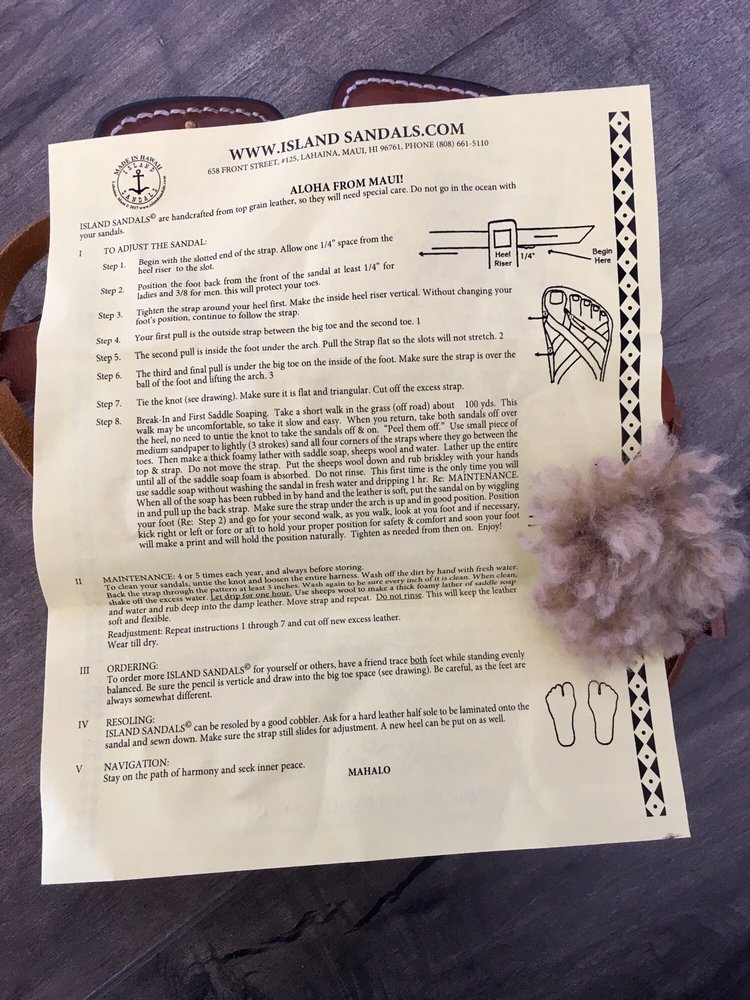 WWW.ISLAND SANDALS.COM
658 FRONT STREET, #125, LAHAINA, MAUI, HI 96761, PHONE (808) 661-5110
MADE IN HAWAII
ISLAND
SANDALS
ALOHA FROM MAUI!
ISLAND SANDALS© are handcrafted from top grain leather, so they will need special care. Do not go in the ocean with
your sandals.
I TO ADJUST THE SANDAL:
Step 1. Begin with the slotted end of the strap. Allow one 1/4" space from the
heel riser to the slot.
Heel
Riser
1/4"
Begin
Here
Step 2. Position the foot back from the front of the sandal at least 1/4" for
ladies and 3/8 for men. this will protect your toes.
Step 3. Tighten the strap around your heel first. Make the inside heel riser vertical. Without changing your
foot's position, continue to follow the strap.
Step 4. Your first pull is the outside strap between the big toe and the second toe. 1
Step 5. The second pull is inside the foot under the arch. Pull the Strap flat so the slots will not stretch. 2
Step 6. The third and final pull is under the big toe on the inside of the foot. Make sure the strap is over the
ball of the foot and lifting the arch. 3
Step 7. Tie the knot (see drawing). Make sure it is flat and triangular. Cut off the excess strap.
Step 8. Break-In and First Saddle Soaping. Take a short walk in the grass (off road) about 100 yds. This
walk may be uncomfortable, so take it slow and easy. When you return, take both sandals off over
the heel, no need to untie the knot to take the sandals off & on. "Peel them off." Use small piece of
medium sandpaper to lightly (3 strokes) sand all four corners of the straps where they go between the
toes. Then make a thick foamy lather with saddle soap, sheeps wool and water. Lather up the entire
top & strap. Do not move the strap. Put the sheeps wool down and rub briskley with your hands
until all of the saddle soap foam is absorbed. Do not rinse. This first time is the only time you will
use saddle soap without washing the sandal in fresh water and dripping 1 hr. Re: MAINTENANCE.
When all of the soap has been rubbed in by hand and the leather is soft, put the sandal on by wiggling
in and pull up the back strap. Make sure the strap under the arch is up and in good position. Position
your foot (Re: Step 2) and go for your second walk, as you walk, look at you foot and if necessary,
kick right or left or fore or aft to hold your proper position for safety & comfort and soon your foot
will make a print and will hold the position naturally. Tighten as needed from then on. Enjoy!
II MAINTENANCE: 4 or 5 times each year, and always before storing.
To clean your sandals, untie the knot and loosen the entire harness. Wash off the dirt by hand with fresh water.
Back the strap through the pattern at least 3 inches. Wash again to be sure every inch of it is clean. When clean,
shake off the excess water. Let drip for one hour. Use sheeps wool to make a thick foamy lather of saddle soap
and water and rub deep into the damp leather. Move strap and repeat. Do not rinse. This will keep the leather
soft and flexible.
Readjustment: Repeat instructions 1 through 7 and cut off new excess leather.
Wear till dry.
III ORDERING:
To order more ISLAND SANDALS© for yourself or others, have a friend trace both feet while standing evenly
balanced. Be sure the pencil is verticle and draw into the big toe space (see drawing). Be careful, as the feet are
always somewhat different.
IV RESOLING:
ISLAND SANDALS© can be resoled by a good cobbler. Ask for a hard leather half sole to be laminated onto the
sandal and sewn down. Make sure the strap still slides for adjustment. A new heel can be put on as well.
V NAVIGATION:
Stay on the path of harmony and seek inner peace.
MAHALO